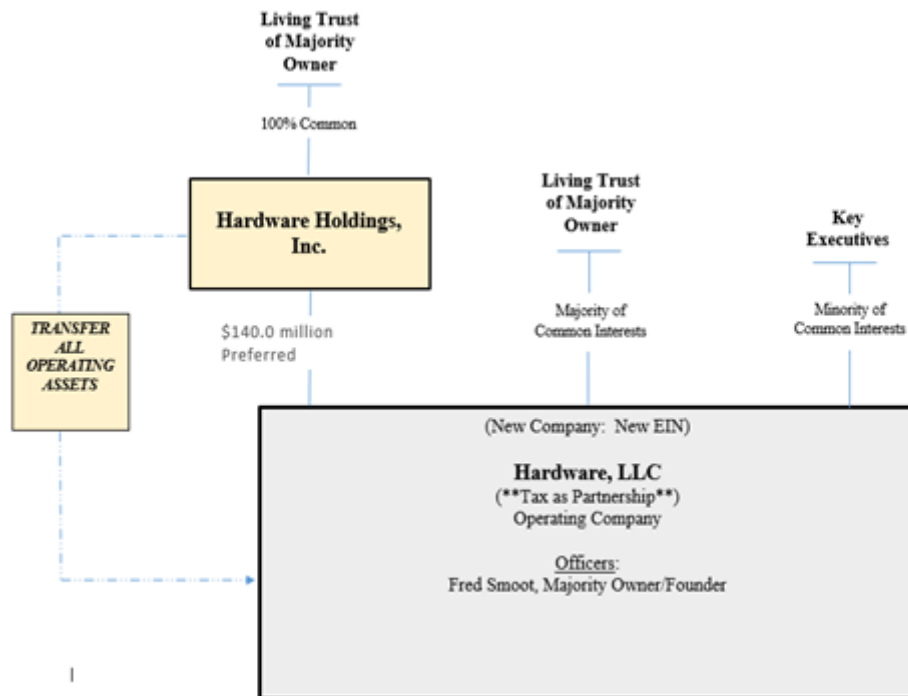 Living Trust
of Majority
Owner
100% Common
Hardware Holdings,
Inc.
Living Trust
of Majority
Owner
Key
Executives
TRANSFER
ALL
OPERATING
ASSETS
$140.0 million
Preferred
Majority of
Common Interests
Minority of
Common Interests
(New Company: New EIN)
Hardware, LLC
(**Tax as Partnership**)
Operating Company
Officers:
Fred Smoot, Majority Owner/Founder